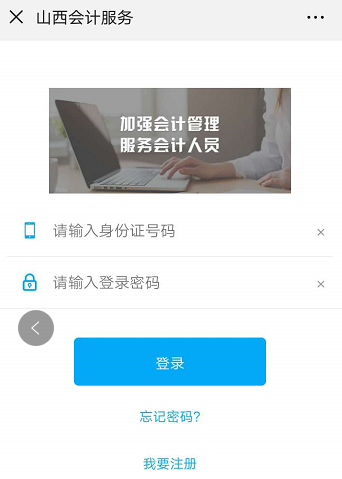 山西会计服务
加强会计管理
服务会计人员
请输入身份证号码
请输入登录密码
登录
忘记密码?
我要注册